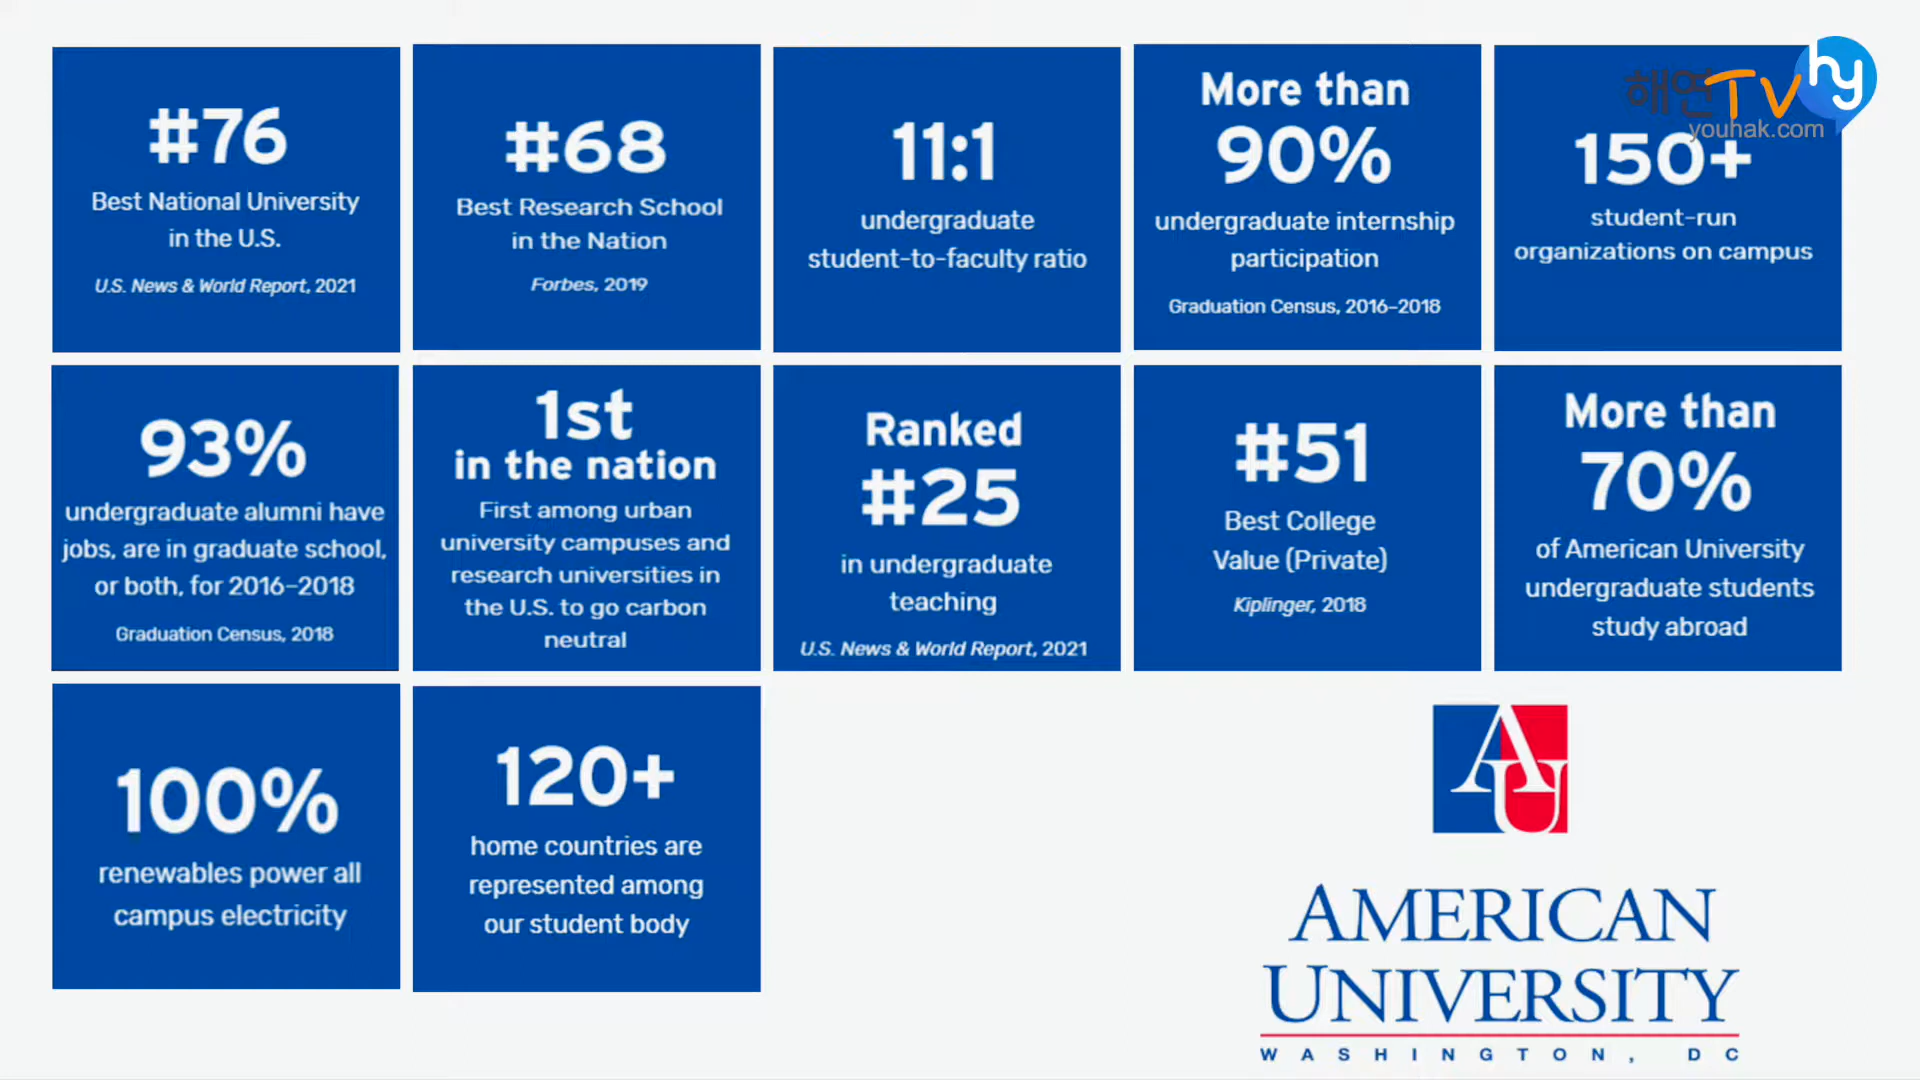 #76
Best National University
in the U.S.
U.S. News & World Report, 2021
#68
Best Research School
in the Nation
Forbes, 2019
11:1
undergraduate
student-to-faculty ratio
More than
90%
undergraduate internship
participation
Graduation Census, 2016-2018
해연TV hy
youhak.com
150+
student-run
organizations on campus
93%
undergraduate alumni have
jobs, are in graduate school,
or both, for 2016-2018
Graduation Census, 2018
1st
in the nation
First among urban
university campuses and
research universities in
the U.S. to go carbon
neutral
Ranked
#25
in undergraduate
teaching
U.S. News & World Report, 2021
#51
Best College
Value (Private)
Kiplinger, 2018
More than
70%
of American University
undergraduate students
study abroad
100%
renewables power all
campus electricity
120+
home countries are
represented among
our student body
AU
AMERICAN
UNIVERSITY
WASHINGTON, DC